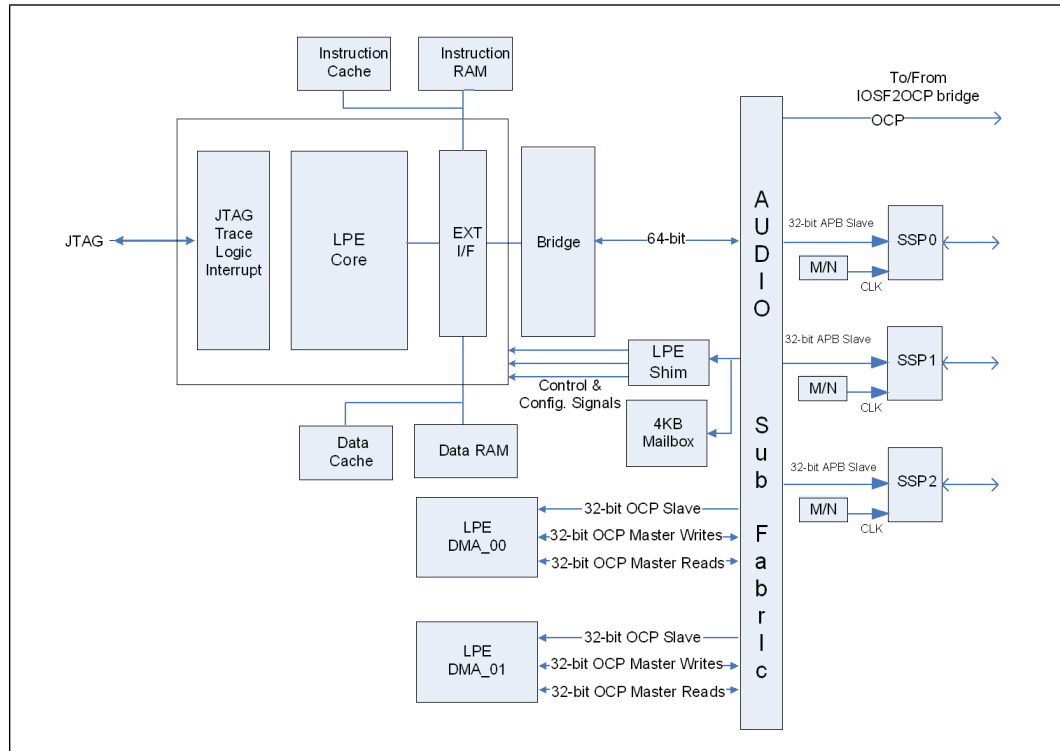 Instruction
Cache
Instruction
RAM
To/From
IOSF2OCP bridge
OCP
JTAG
JTAG
Trace
Logic
Interrupt
LPE
Core
EXT
I/F
Bridge
64-bit
AUDIO Sub FabrIc
32-bit APB Slave
SSP0
M/N
CLK
32-bit APB Slave
SSP1
M/N
CLK
32-bit APB Slave
SSP2
M/N
CLK
LPE
Shim
Control &
Config. Signals
4KB
Mailbox
Data
Cache
Data RAM
LPE
DMA_00
32-bit OCP Slave
32-bit OCP Master Writes
32-bit OCP Master Reads
LPE
DMA_01
32-bit OCP Slave
32-bit OCP Master Writes
32-bit OCP Master Reads